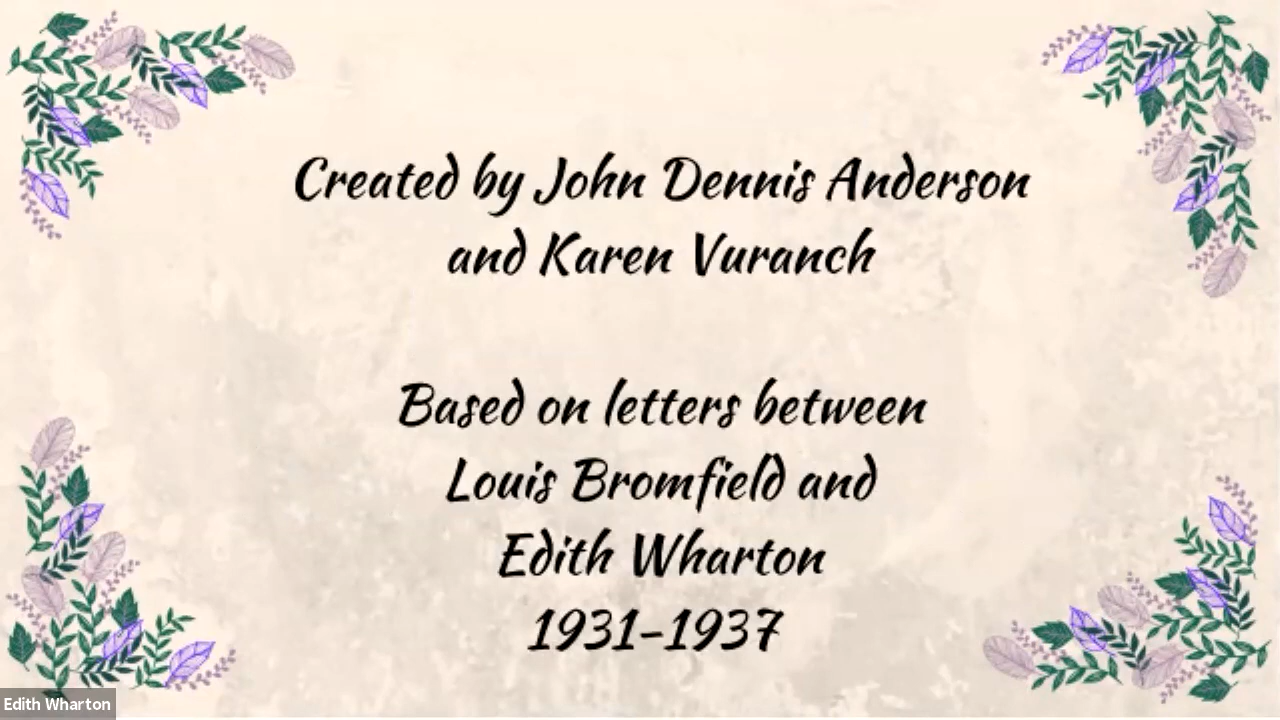 Created by John Dennis Anderson
and Karen Vuranch
Based on letters between
Louis Bromfield and
Edith Wharton
1931-1937
Edith Wharton